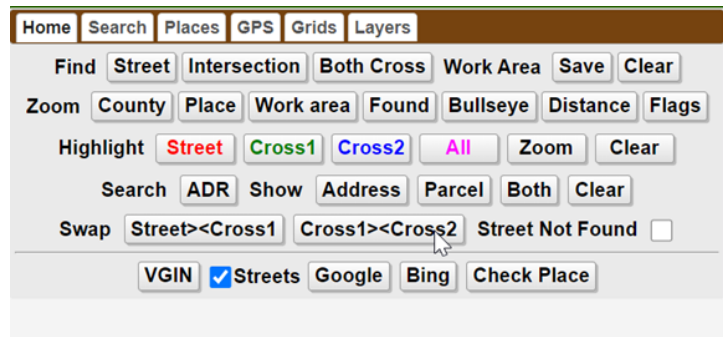 Home Search Places GPS Grids Layers
Find Street Intersection Both Cross Work Area Save Clear
Zoom County Place Work area Found Bullseye Distance Flags
Highlight Street Cross1 Cross2 All Zoom Clear
Search ADR Show Address Parcel Both Clear
Swap Street><Cross1 Cross1><Cross2 Street Not Found
VGIN Streets Google Bing Check Place